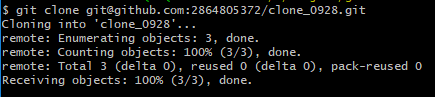 $ git clone git@github.com:2864805372/clone_0928.git
Cloning into 'clone_0928'...
remote: Enumerating objects: 3, done.
remote: Counting objects: 100% (3/3), done.
remote: Total 3 (delta 0), reused 0 (delta 0), pack-reused 0
Receiving objects: 100% (3/3), done.